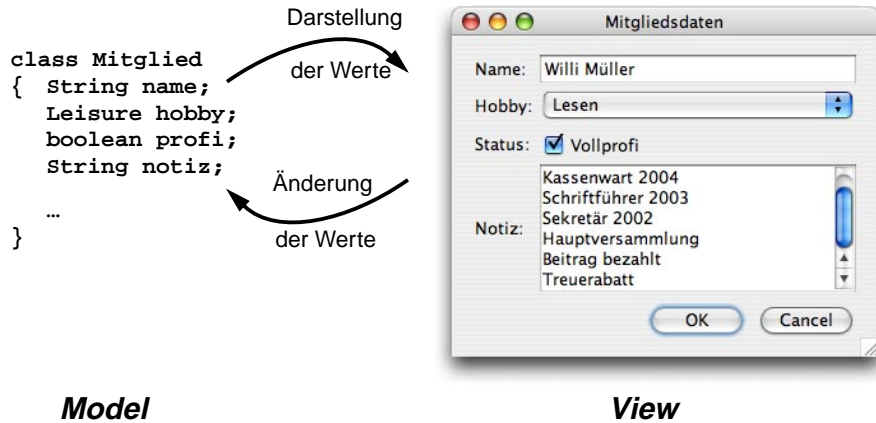 class Mitglied
{ String name;
Leisure hobby;
boolean profi;
String notiz;
…
}
Darstellung
der Werte
Änderung
der Werte
Mitgliedsdaten
Name: Willi Müller
Hobby: Lesen
Status: Vollprofi
Notiz:
Kassenwart 2004
Schriftführer 2003
Sekretär 2002
Hauptversammlung
Beitrag bezahlt
Treuerabatt
OK Cancel
Model
View